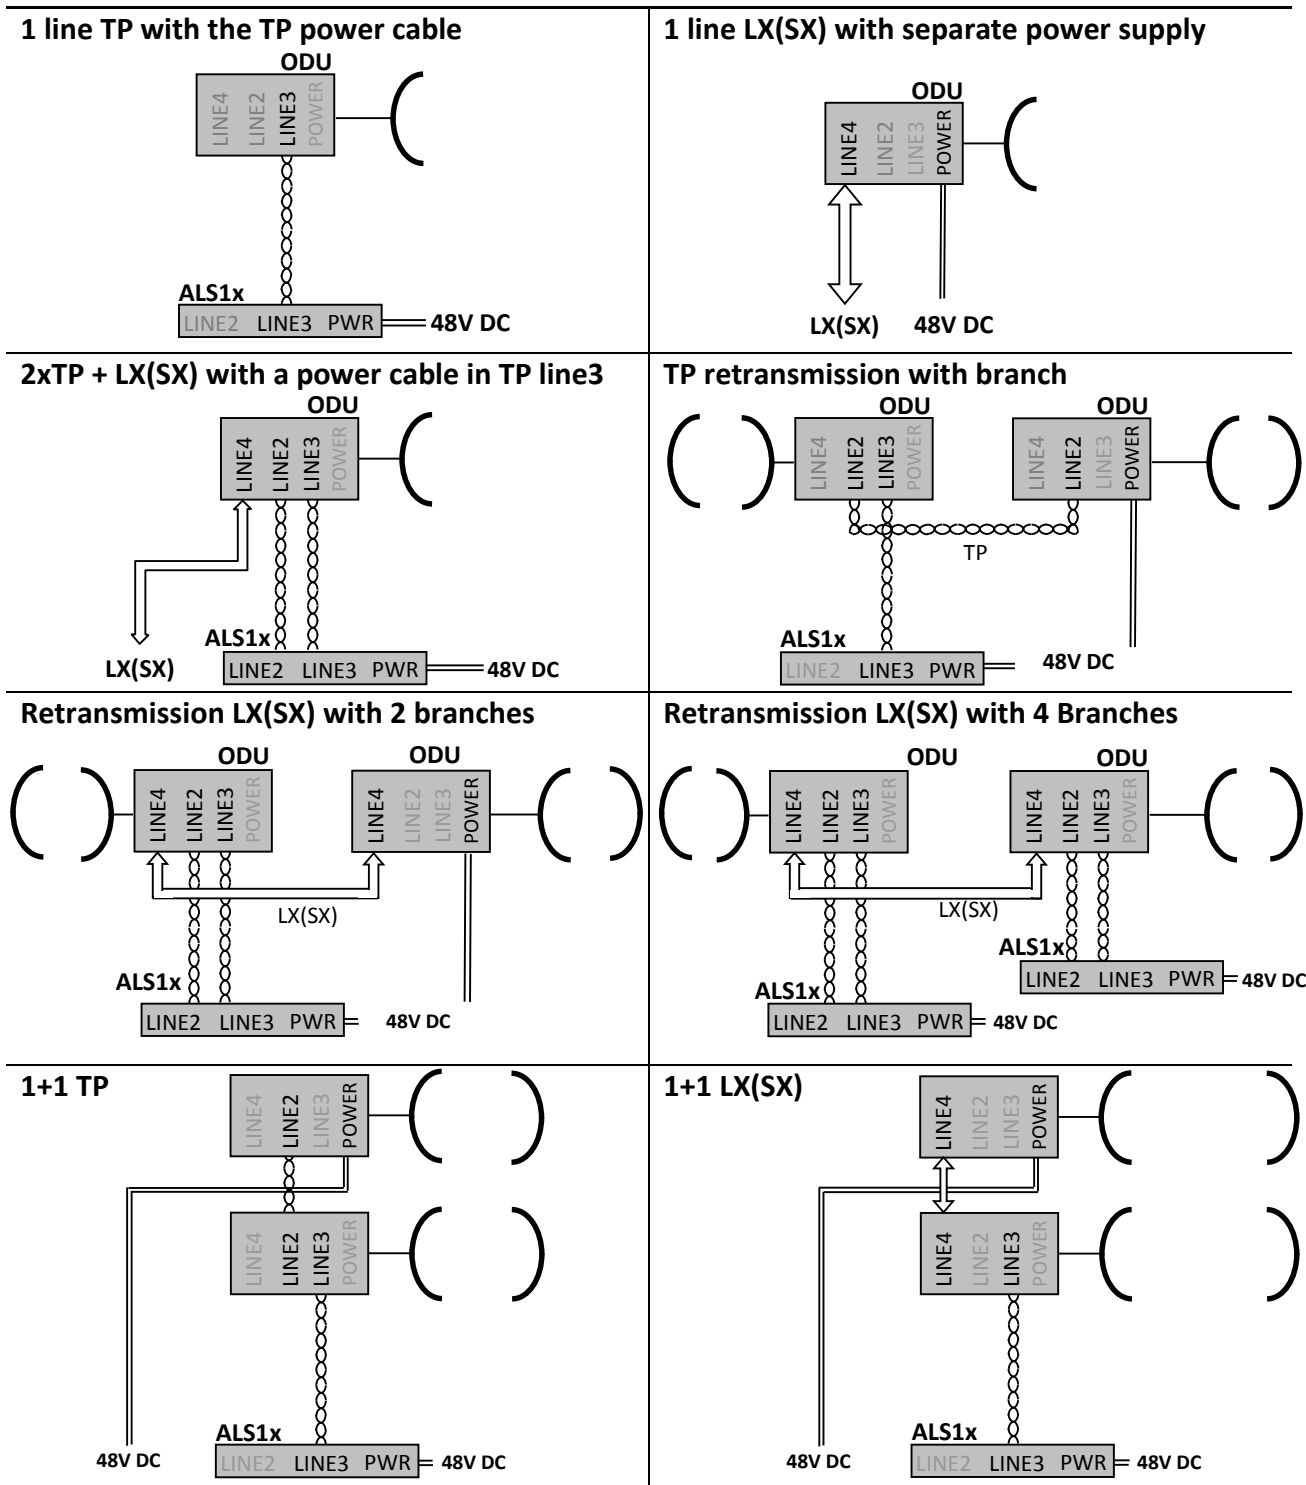 1 line TP with the TP power cable
ODU
LINE4 LINE2 LINE3 POWER
ALS1x
LINE2 LINE3 PWR 48V DC
1 line LX(SX) with separate power supply
ODU
LINE4 LINE2 LINE3 POWER
LX(SX) 48V DC
2xTP + LX(SX) with a power cable in TP line3
ODU
LINE4 LINE2 LINE3 POWER
ALS1x
LX(SX) LINE2 LINE3 PWR 48V DC
TP retransmission with branch
ODU ODU
LINE4 LINE2 LINE3 POWER LINE4 LINE2 LINE3 POWER
TP
ALS1x
LINE2 LINE3 PWR 48V DC
Retransmission LX(SX) with 2 branches
ODU ODU
LINE4 LINE2 LINE3 POWER LINE4 LINE2 LINE3 POWER
LX(SX)
ALS1x
LINE2 LINE3 PWR 48V DC
Retransmission LX(SX) with 4 Branches
ODU ODU
LINE4 LINE2 LINE3 POWER LINE4 LINE2 LINE3 POWER
LX(SX)
ALS1x
LINE2 LINE3 PWR 48V DC
ALS1x
LINE2 LINE3 PWR 48V DC
1+1 TP
LINE4 LINE2 LINE3 POWER
LINE4 LINE2 LINE3 POWER
ALS1x
48V DC LINE2 LINE3 PWR 48V DC
1+1 LX(SX)
LINE4 LINE2 LINE3 POWER
LINE4 LINE2 LINE3 POWER
ALS1x
48V DC LINE2 LINE3 PWR 48V DC